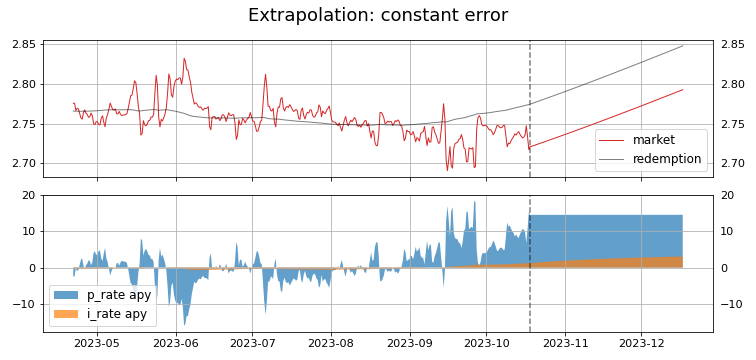 Extrapolation: constant error
2.85 2.85
2.80 2.80
2.75 2.75
2.70 2.70
market
redemption
20 20
10 10
0 0
−10 −10
p_rate apy
i_rate apy
2023-05 2023-06 2023-07 2023-08 2023-09 2023-10 2023-11 2023-12